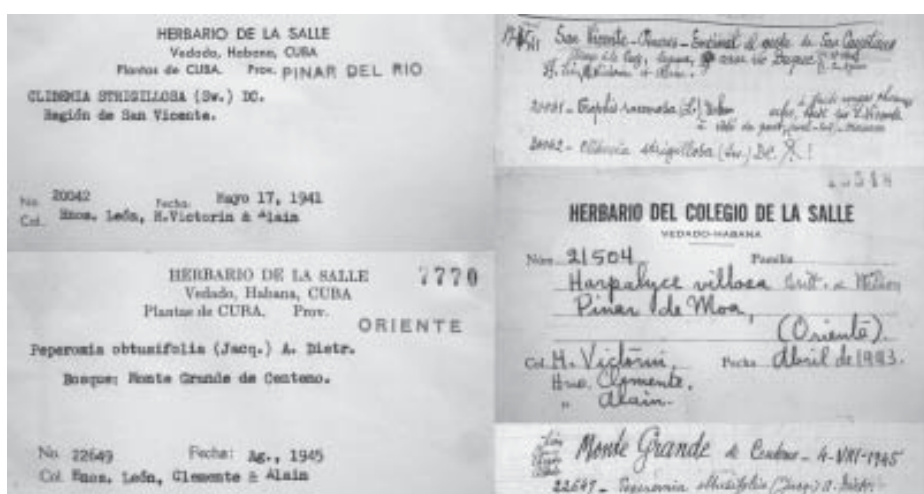 HERBARIO DE LA SALLE
Vedado, Habana, CUBA
Plantas de CUBA. Prov. PINAR DEL RIO
CLIDEMIA STRIGILLOSA (Sw.) DC.
Región de San Vicente.
No. 20042 Fecha: Mayo 17, 1941
Col. Hnos. León, M.Victorin & Alain
HERBARIO DE LA SALLE 7770
Vedado, Habana, CUBA
Plantas de CUBA. Prov.
ORIENTE
Peperomia obtusifolia (Jacq.) A. Dietr.
Bosque: Monte Grande de Centeno.
No. 22649 Fecha: Ag., 1945
Col. Hnos. León, Clemente & Alain
San Vicente - Pinares - Encinal
20042 - Clidemia strigillosa (Sw.) DC.
HERBARIO DEL COLEGIO DE LA SALLE
VEDADO-HABANA
Núm. 21504 Familia
Harpalyce villosa Britt. & Wilson
Pinar de Moa,
(Oriente).
Col. M. Victorin, Fecha Abril de 1943.
Hno. Clemente.
" Alain.
Monte Grande de Centeno - 4-VIII-1945
22649 - Peperomia obtusifolia (Jacq.) A. Dietr.